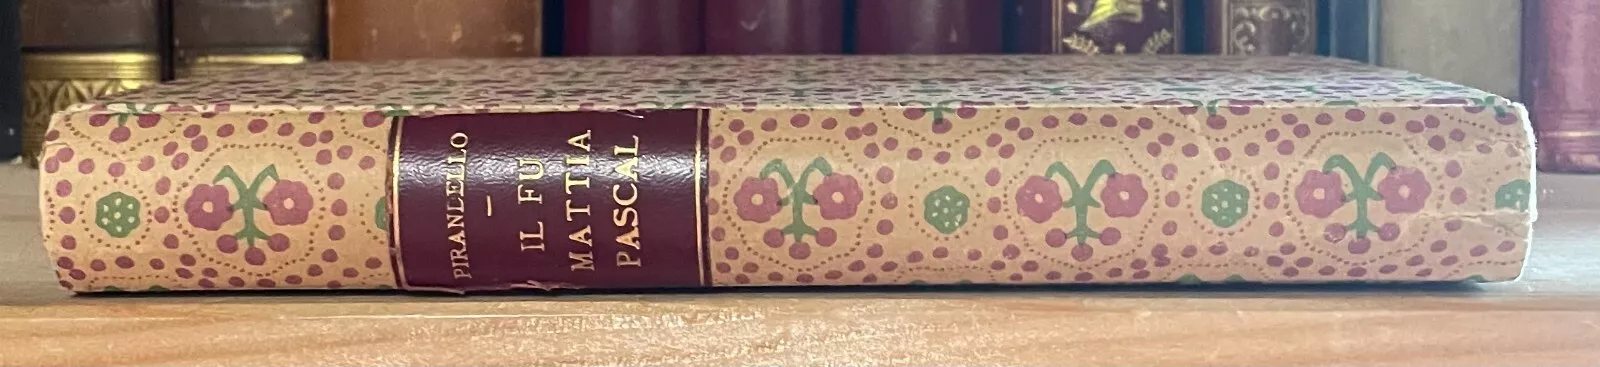 PIRANDELLO
—
IL FU
MATTIA
PASCAL